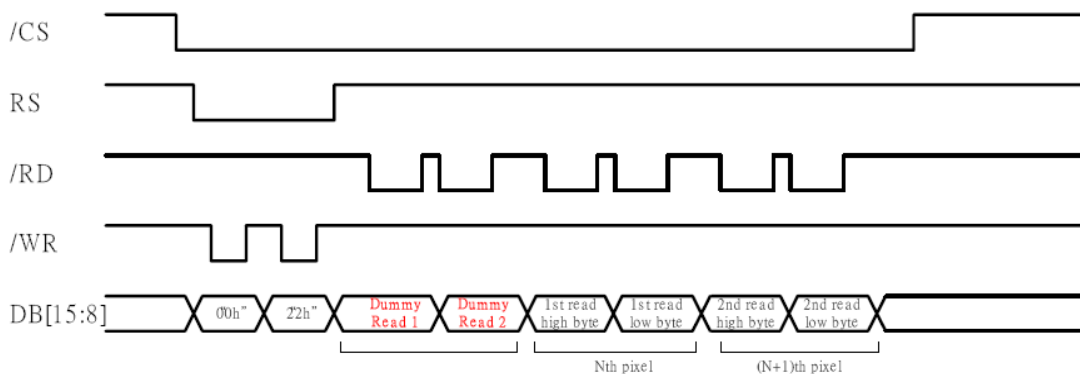 /CS
RS
/RD
/WR
DB[15:8]
"00h"
"22h"
Dummy
Read 1
Dummy
Read 2
1st read
high byte
1st read
low byte
2nd read
high byte
2nd read
low byte
Nth pixel
(N+1)th pixel